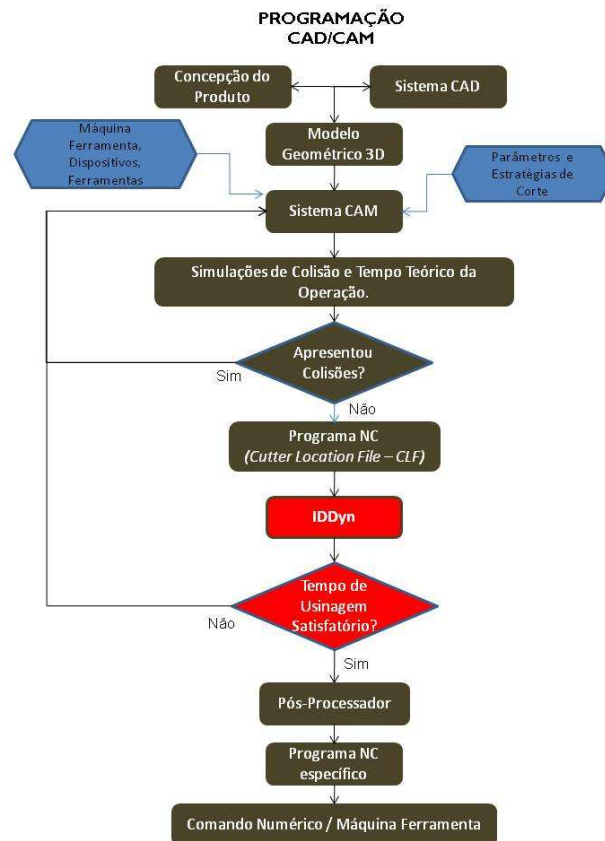 PROGRAMAÇÃO
CAD/CAM
Concepção do
Produto
Sistema CAD
Máquina
Ferramenta,
Dispositivos,
Ferramentas
Modelo
Geométrico 3D
Parâmetros e
Estratégias de
Corte
Sistema CAM
Simulações de Colisão e Tempo Teórico da
Operação.
Apresentou
Colisões?
Sim
Não
Programa NC
(Cutter Location File – CLF)
IDDyn
Tempo de
Usinagem
Satisfatório?
Não
Sim
Pós-Processador
Programa NC
específico
Comando Numérico / Máquina Ferramenta